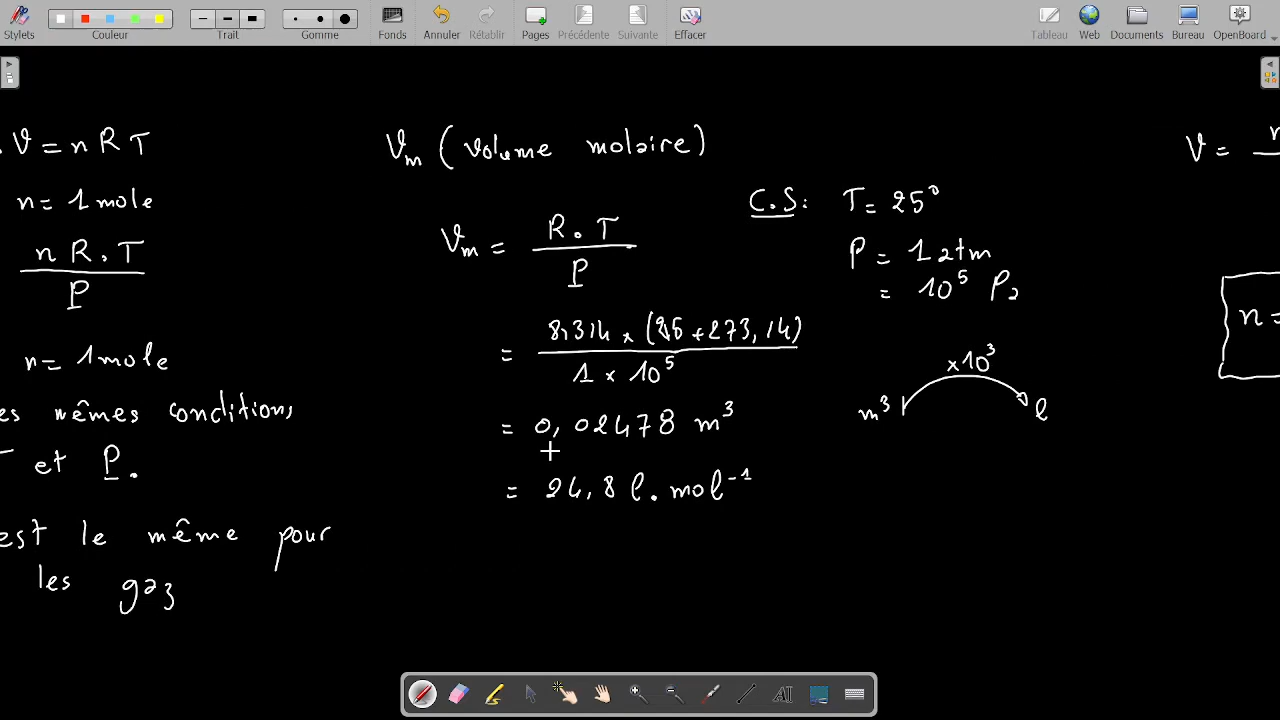 Stylets Couleur Trait Gomme Fonds Annuler Rétablir Pages Précédente Suivante Effacer Tableau Web Documents Bureau OpenBoard
. V = n R T
n = 1 mole
n R . T
P
n = 1 mole
es mêmes conditions
et P.
est le même pour
les gaz
Vm (volume molaire)
Vm = R . T
P
= 8,314 x (25 + 273,14)
1 x 10⁵
= 0,02478 m³
= 24,8 l . mol⁻¹
C.S: T = 25°
P = 1 atm
= 10⁵ Pa
x10³
m³ l
V = n
n =
AI